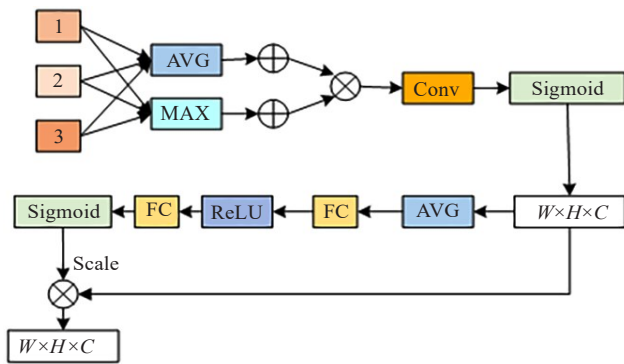 1
AVG
2
Conv
Sigmoid
MAX
3
Sigmoid
FC
ReLU
FC
AVG
W×H×C
Scale
W×H×C